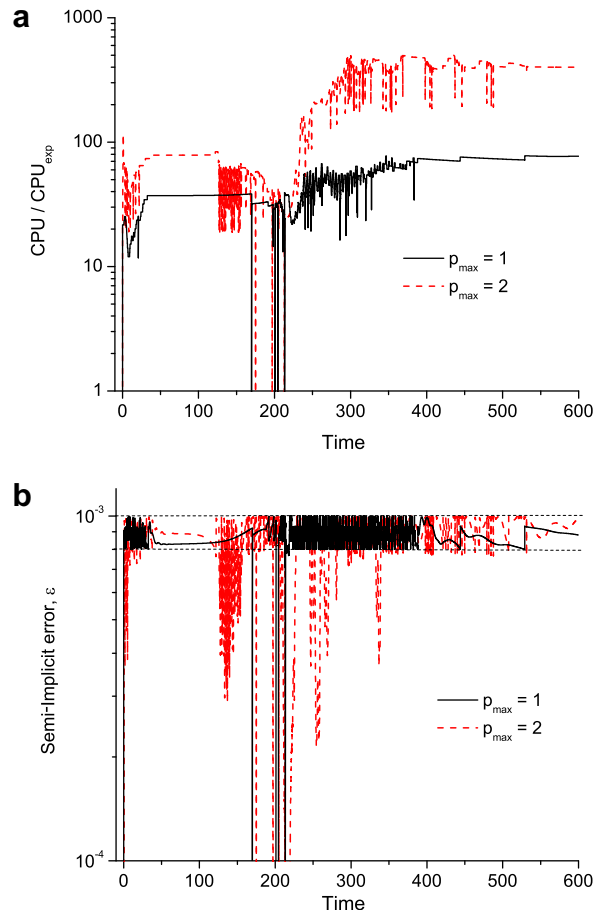 a
1000
100
10
1
CPU / CPU_exp
p_max = 1
p_max = 2
0 100 200 300 400 500 600
Time
b
10^-3
10^-4
Semi-Implicit error, ε
p_max = 1
p_max = 2
0 100 200 300 400 500 600
Time